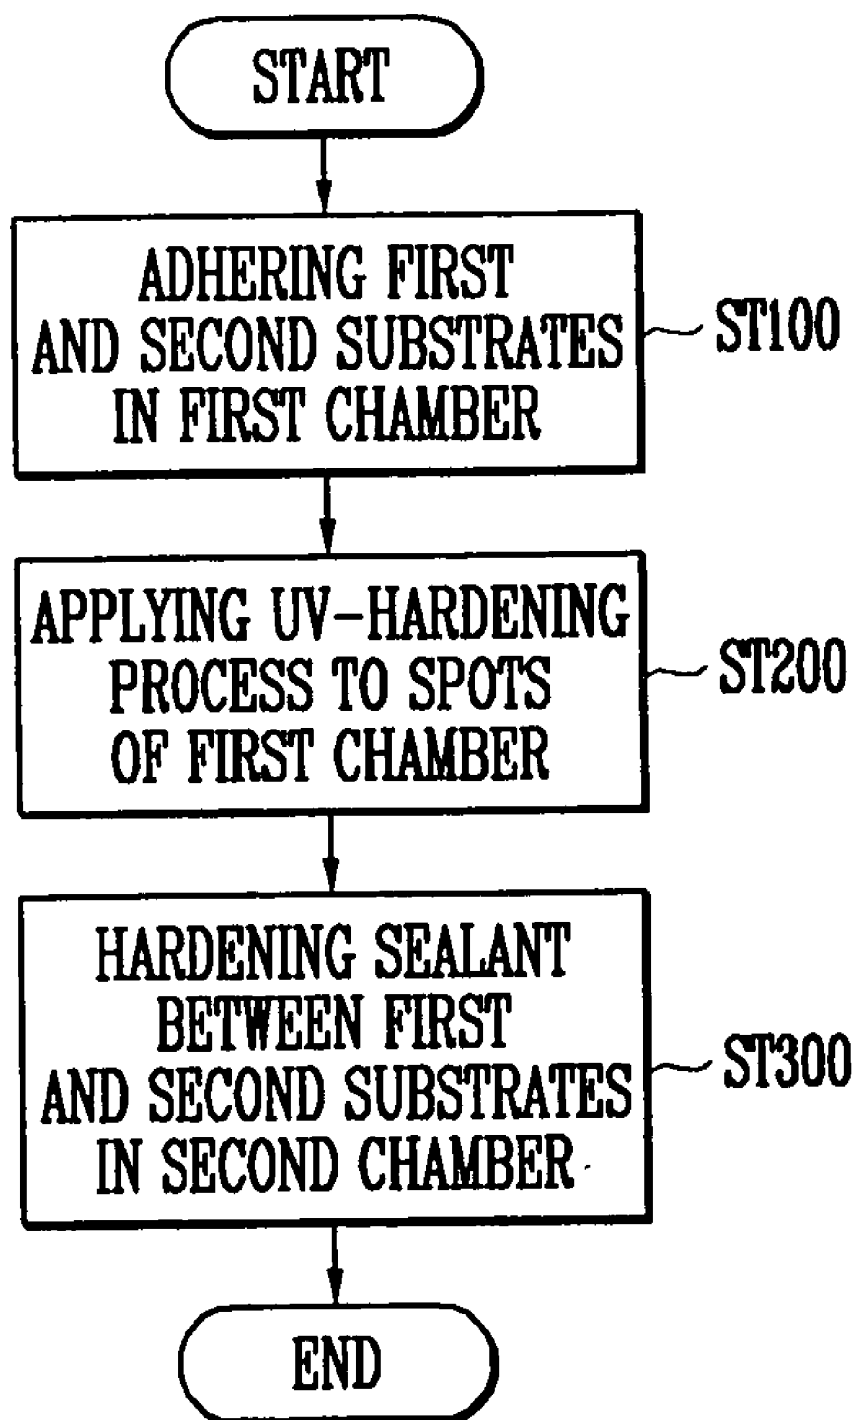 START
ADHERING FIRST
AND SECOND SUBSTRATES
IN FIRST CHAMBER
ST100
APPLYING UV-HARDENING
PROCESS TO SPOTS
OF FIRST CHAMBER
ST200
HARDENING SEALANT
BETWEEN FIRST
AND SECOND SUBSTRATES
IN SECOND CHAMBER
ST300
END